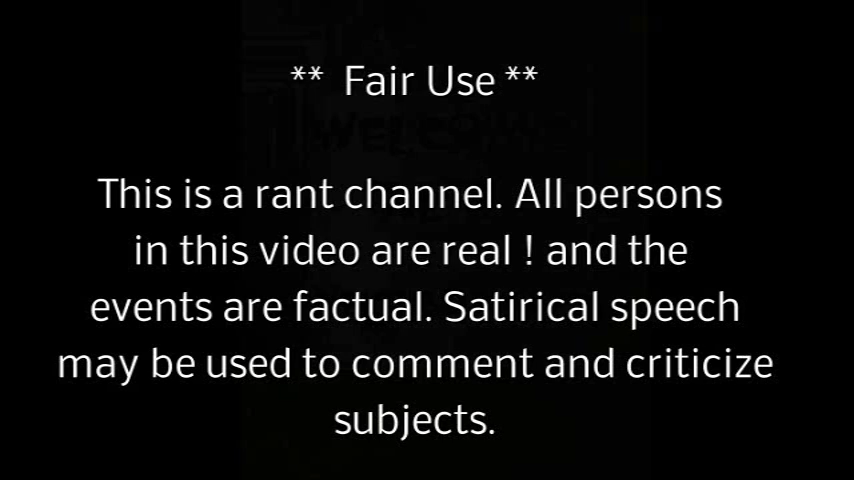 ** Fair Use **
This is a rant channel. All persons
in this video are real ! and the
events are factual. Satirical speech
may be used to comment and criticize
subjects.